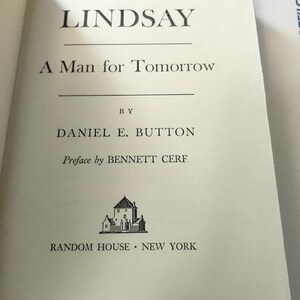 LINDSAY
A Man for Tomorrow
BY
DANIEL E. BUTTON
Preface by BENNETT CERF
RANDOM HOUSE · NEW YORK